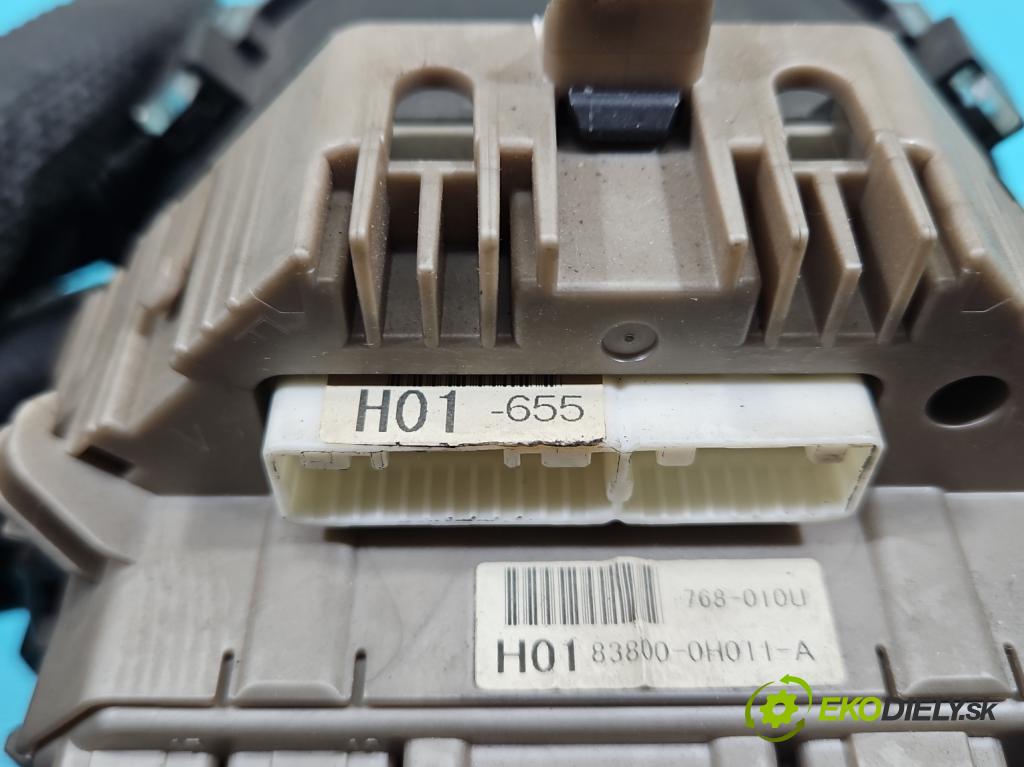 H01 -655
768-010U
H01 83800-0H011-A
EKODIELY.SK